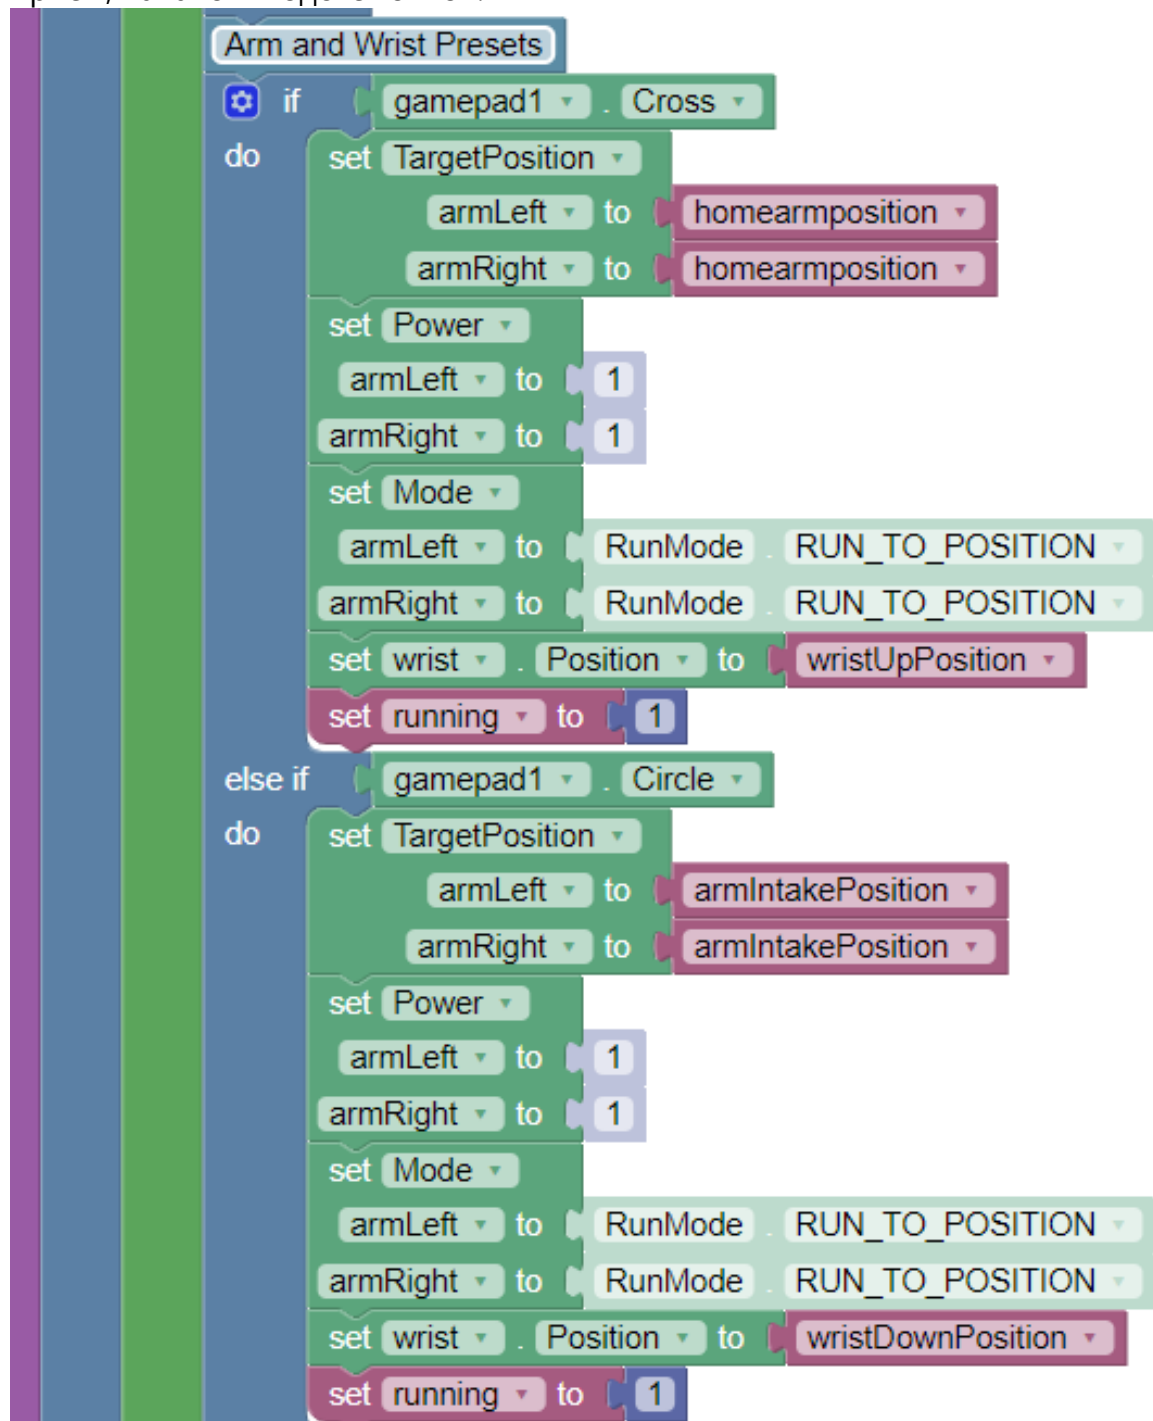 Arm and Wrist Presets
if gamepad1 . Cross
do set TargetPosition
armLeft to homearmposition
armRight to homearmposition
set Power
armLeft to 1
armRight to 1
set Mode
armLeft to RunMode . RUN_TO_POSITION
armRight to RunMode . RUN_TO_POSITION
set wrist . Position to wristUpPosition
set running to 1
else if gamepad1 . Circle
do set TargetPosition
armLeft to armIntakePosition
armRight to armIntakePosition
set Power
armLeft to 1
armRight to 1
set Mode
armLeft to RunMode . RUN_TO_POSITION
armRight to RunMode . RUN_TO_POSITION
set wrist . Position to wristDownPosition
set running to 1